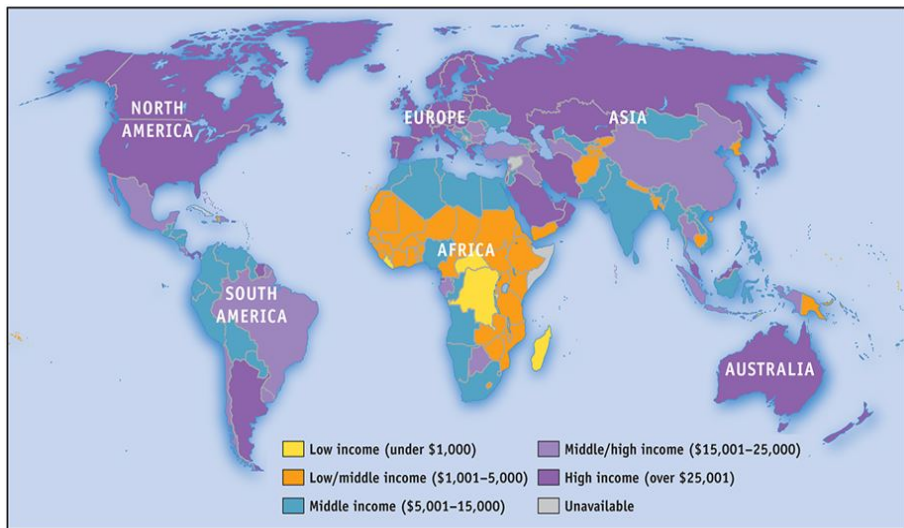 NORTH
AMERICA
EUROPE
ASIA
AFRICA
SOUTH
AMERICA
AUSTRALIA
Low income (under $1,000)
Low/middle income ($1,001–5,000)
Middle income ($5,001–15,000)
Middle/high income ($15,001–25,000)
High income (over $25,001)
Unavailable